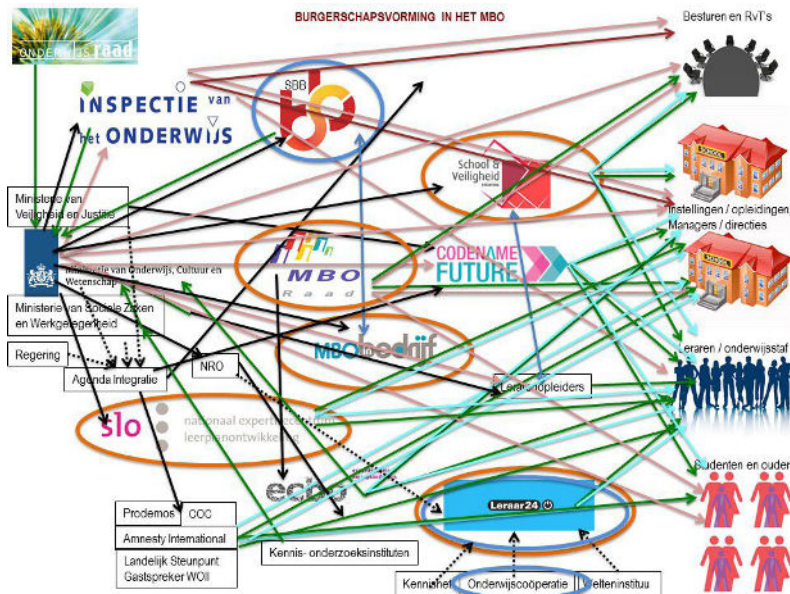 BURGERSCHAPSVORMING IN HET MBO
Besturen en RvT's
ONDERWIJSraad
SBB
INSPECTIE van
het ONDERWIJS
School &
Veiligheid
SCHOOL
Ministerie van
Veiligheid en Justitie
Instellingen / opleidingen
Managers / directies
SCHOOL
CODENAME
FUTURE
MBO
Raad
Ministerie van Onderwijs, Cultuur en
Wetenschap
Ministerie van Sociale Zaken
en Werkgelegenheid
MBO bedrijf
Regering
NRO
Leraren / onderwijsstaf
Agenda Integratie
Lerarenopleiders
slo
nationaal expertisecentrum
leerplanontwikkeling
Studenten en ouders
ecbo
Leraar24
Prodemos
COC
Amnesty International
Landelijk Steunpunt
Gastspreker WOII
Kennis- onderzoeksinstituten
Kennisnet
Onderwijscoöperatie
Welteninstituu